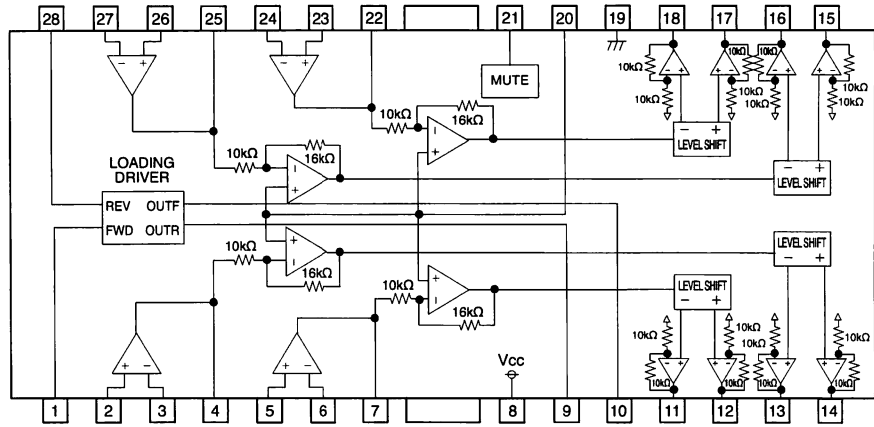 28 27 26 25 24 23 22 21 20 19 18 17 16 15
− + − +
MUTE
10kΩ 10kΩ 10kΩ 10kΩ
− + + − − + + −
10kΩ 10kΩ 10kΩ
10kΩ
10kΩ − 16kΩ
+
− +
LEVEL SHIFT
10kΩ − 16kΩ
+
− +
LEVEL SHIFT
LOADING
DRIVER
REV OUTF
FWD OUTR
10kΩ +
− 16kΩ
LEVEL SHIFT
− +
10kΩ +
− 16kΩ
LEVEL SHIFT
− +
10kΩ 10kΩ 10kΩ 10kΩ
+ − + −
Vcc
− + + − − + + −
10kΩ 10kΩ 10kΩ 10kΩ
1 2 3 4 5 6 7 8 9 10 11 12 13 14